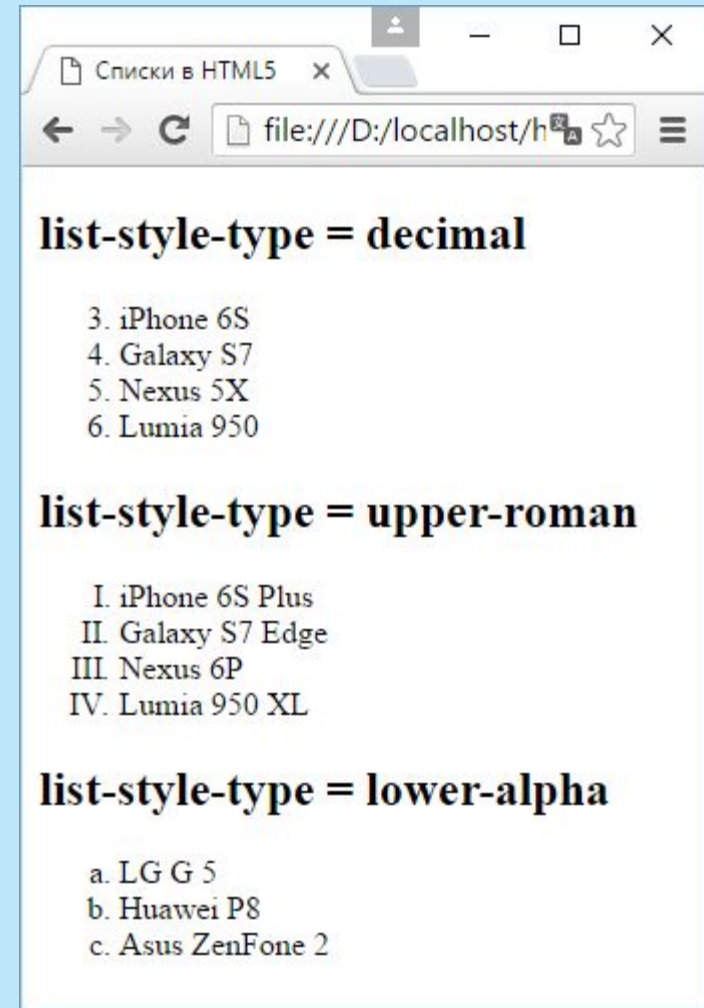 Списки в HTML5
file:///D:/localhost/h
list-style-type = decimal
3. iPhone 6S
4. Galaxy S7
5. Nexus 5X
6. Lumia 950
list-style-type = upper-roman
I. iPhone 6S Plus
II. Galaxy S7 Edge
III. Nexus 6P
IV. Lumia 950 XL
list-style-type = lower-alpha
a. LG G 5
b. Huawei P8
c. Asus ZenFone 2